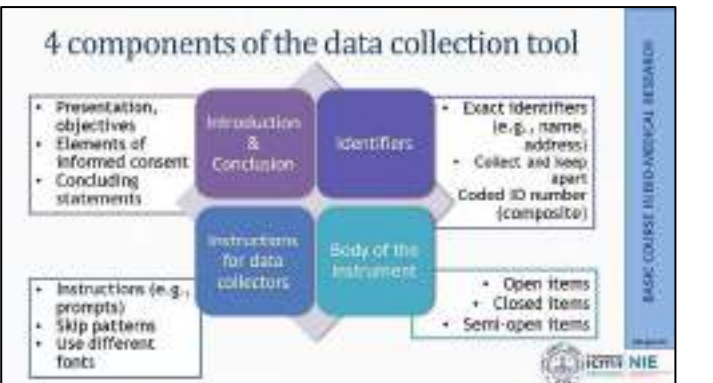 4 components of the data collection tool
• Presentation,
objectives
• Elements of
informed consent
• Concluding
statements
Introduction
&
Conclusion
Identifiers
• Exact identifiers
(e.g., name,
address)
• Collect and keep
apart
Coded ID number
(composite)
Instructions
for data
collectors
Body of the
Instrument
• Instructions (e.g.,
prompts)
• Skip patterns
• Use different
fonts
• Open items
• Closed items
• Semi-open items
BASIC COURSE IN BIO-MEDICAL RESEARCH
icmr NIE